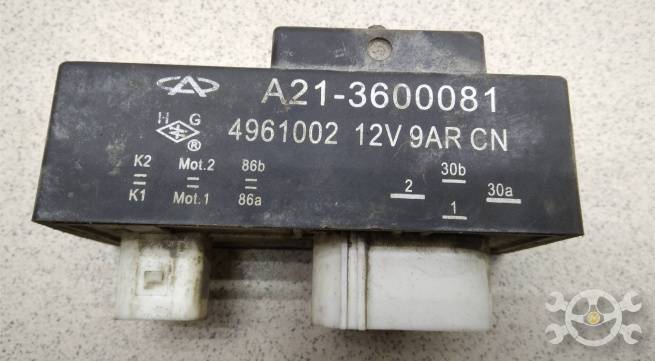 A21-3600081
H G
4961002 12V 9AR CN
®
K2 Mot.2 86b
K1 Mot.1 86a
30b
2 30a
1